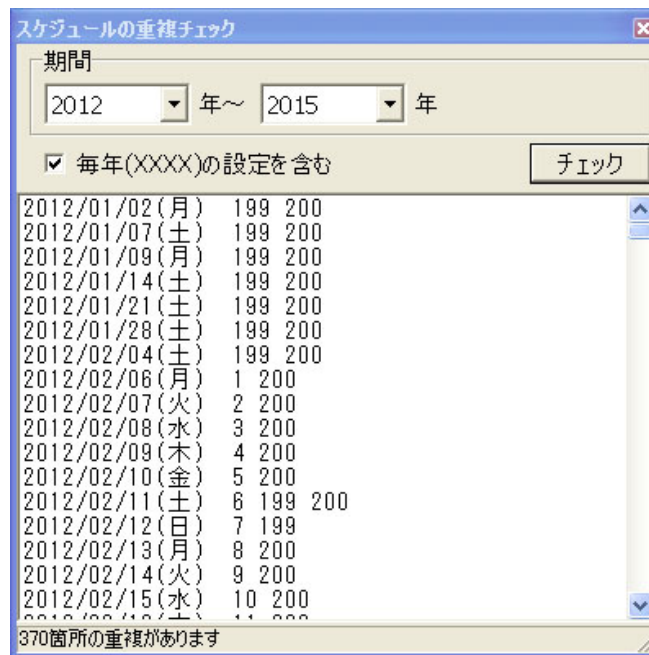 スケジュールの重複チェック
期間
2012 年～ 2015 年
毎年(XXXX)の設定を含む チェック
2012/01/02(月) 199 200
2012/01/07(土) 199 200
2012/01/09(月) 199 200
2012/01/14(土) 199 200
2012/01/21(土) 199 200
2012/01/28(土) 199 200
2012/02/04(土) 199 200
2012/02/06(月) 1 200
2012/02/07(火) 2 200
2012/02/08(水) 3 200
2012/02/09(木) 4 200
2012/02/10(金) 5 200
2012/02/11(土) 6 199 200
2012/02/12(日) 7 199
2012/02/13(月) 8 200
2012/02/14(火) 9 200
2012/02/15(水) 10 200
370箇所の重複があります